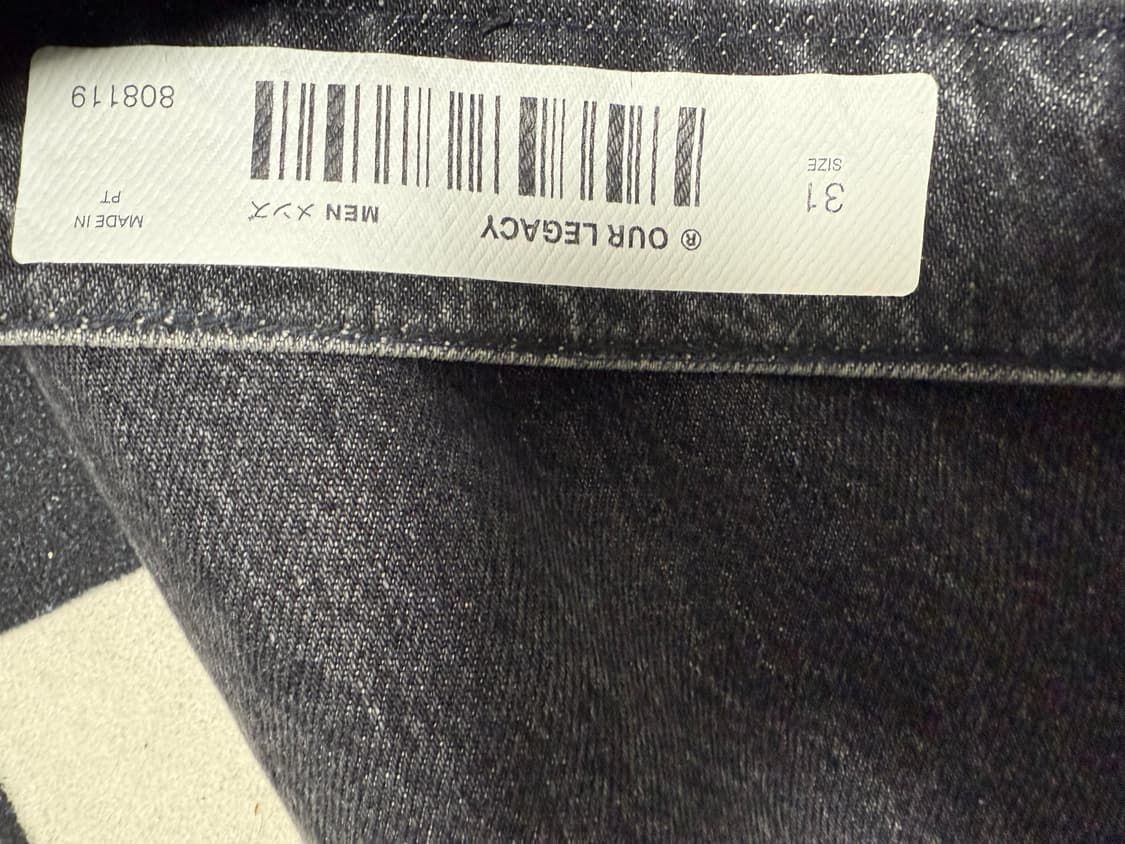 ® OUR LEGACY
MEN メンズ
MADE IN
PT
31
SIZE
808119